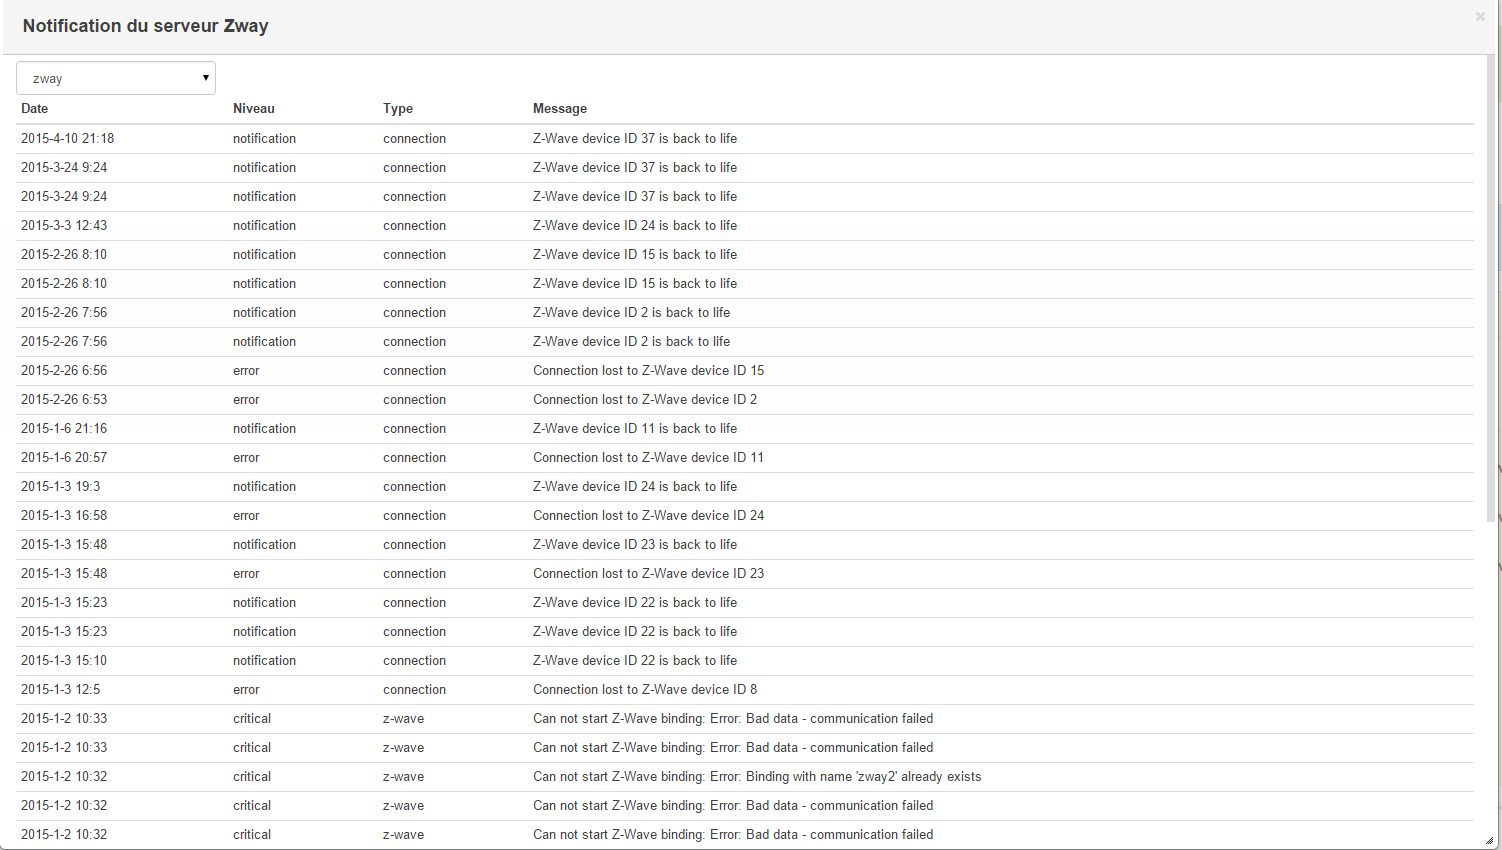 Notification du serveur Zway
×
zway
Date Niveau Type Message
2015-4-10 21:18 notification connection Z-Wave device ID 37 is back to life
2015-3-24 9:24 notification connection Z-Wave device ID 37 is back to life
2015-3-24 9:24 notification connection Z-Wave device ID 37 is back to life
2015-3-3 12:43 notification connection Z-Wave device ID 24 is back to life
2015-2-26 8:10 notification connection Z-Wave device ID 15 is back to life
2015-2-26 8:10 notification connection Z-Wave device ID 15 is back to life
2015-2-26 7:56 notification connection Z-Wave device ID 2 is back to life
2015-2-26 7:56 notification connection Z-Wave device ID 2 is back to life
2015-2-26 6:56 error connection Connection lost to Z-Wave device ID 15
2015-2-26 6:53 error connection Connection lost to Z-Wave device ID 2
2015-1-6 21:16 notification connection Z-Wave device ID 11 is back to life
2015-1-6 20:57 error connection Connection lost to Z-Wave device ID 11
2015-1-3 19:3 notification connection Z-Wave device ID 24 is back to life
2015-1-3 16:58 error connection Connection lost to Z-Wave device ID 24
2015-1-3 15:48 notification connection Z-Wave device ID 23 is back to life
2015-1-3 15:48 error connection Connection lost to Z-Wave device ID 23
2015-1-3 15:23 notification connection Z-Wave device ID 22 is back to life
2015-1-3 15:23 notification connection Z-Wave device ID 22 is back to life
2015-1-3 15:10 notification connection Z-Wave device ID 22 is back to life
2015-1-3 12:5 error connection Connection lost to Z-Wave device ID 8
2015-1-2 10:33 critical z-wave Can not start Z-Wave binding: Error: Bad data - communication failed
2015-1-2 10:33 critical z-wave Can not start Z-Wave binding: Error: Bad data - communication failed
2015-1-2 10:32 critical z-wave Can not start Z-Wave binding: Error: Binding with name 'zway2' already exists
2015-1-2 10:32 critical z-wave Can not start Z-Wave binding: Error: Bad data - communication failed
2015-1-2 10:32 critical z-wave Can not start Z-Wave binding: Error: Bad data - communication failed